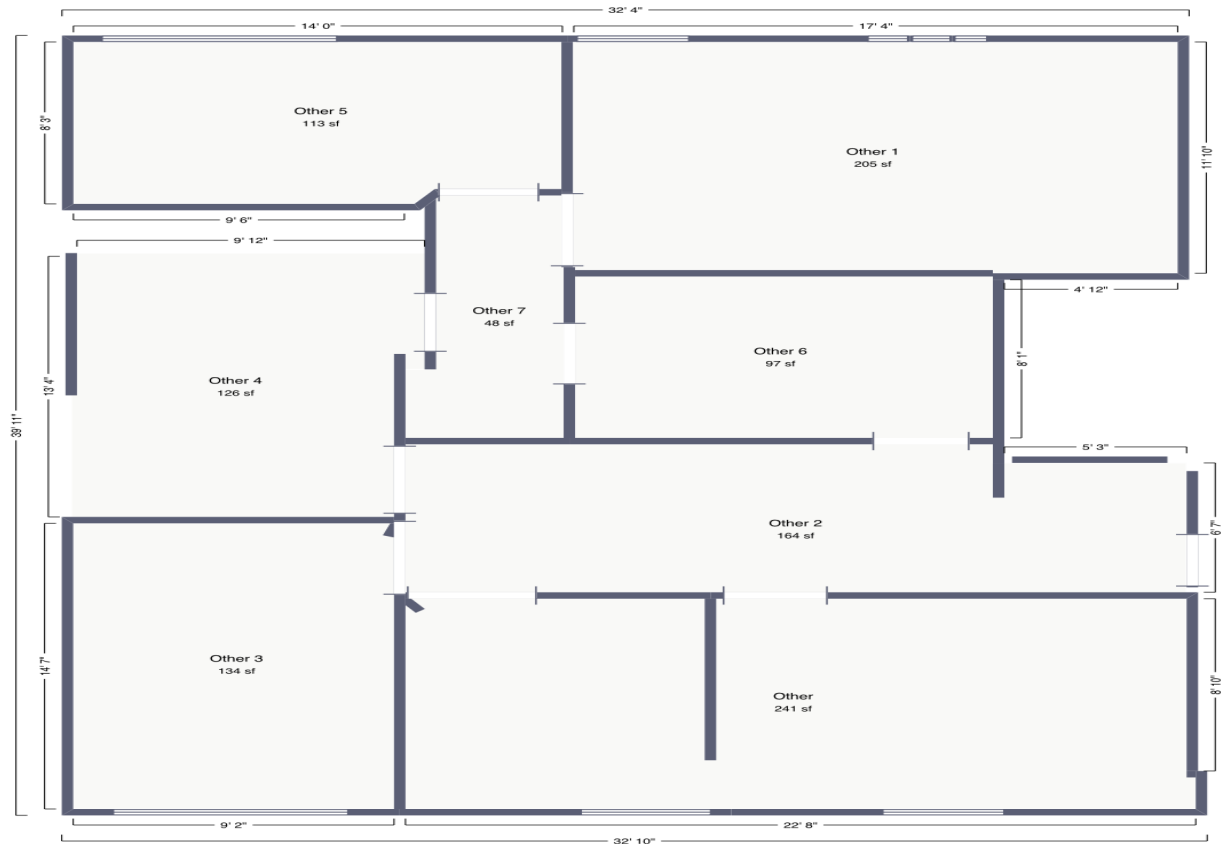 32' 4"
14' 0"
17' 4"
8' 3"
Other 5
113 sf
Other 1
205 sf
11' 10"
9' 6"
9' 12"
4' 12"
Other 7
48 sf
Other 6
97 sf
8' 1"
Other 4
126 sf
13' 4"
39' 11"
5' 3"
Other 2
164 sf
6' 7"
Other 3
134 sf
14' 7"
Other
241 sf
8' 10"
9' 2"
22' 8"
32' 10"